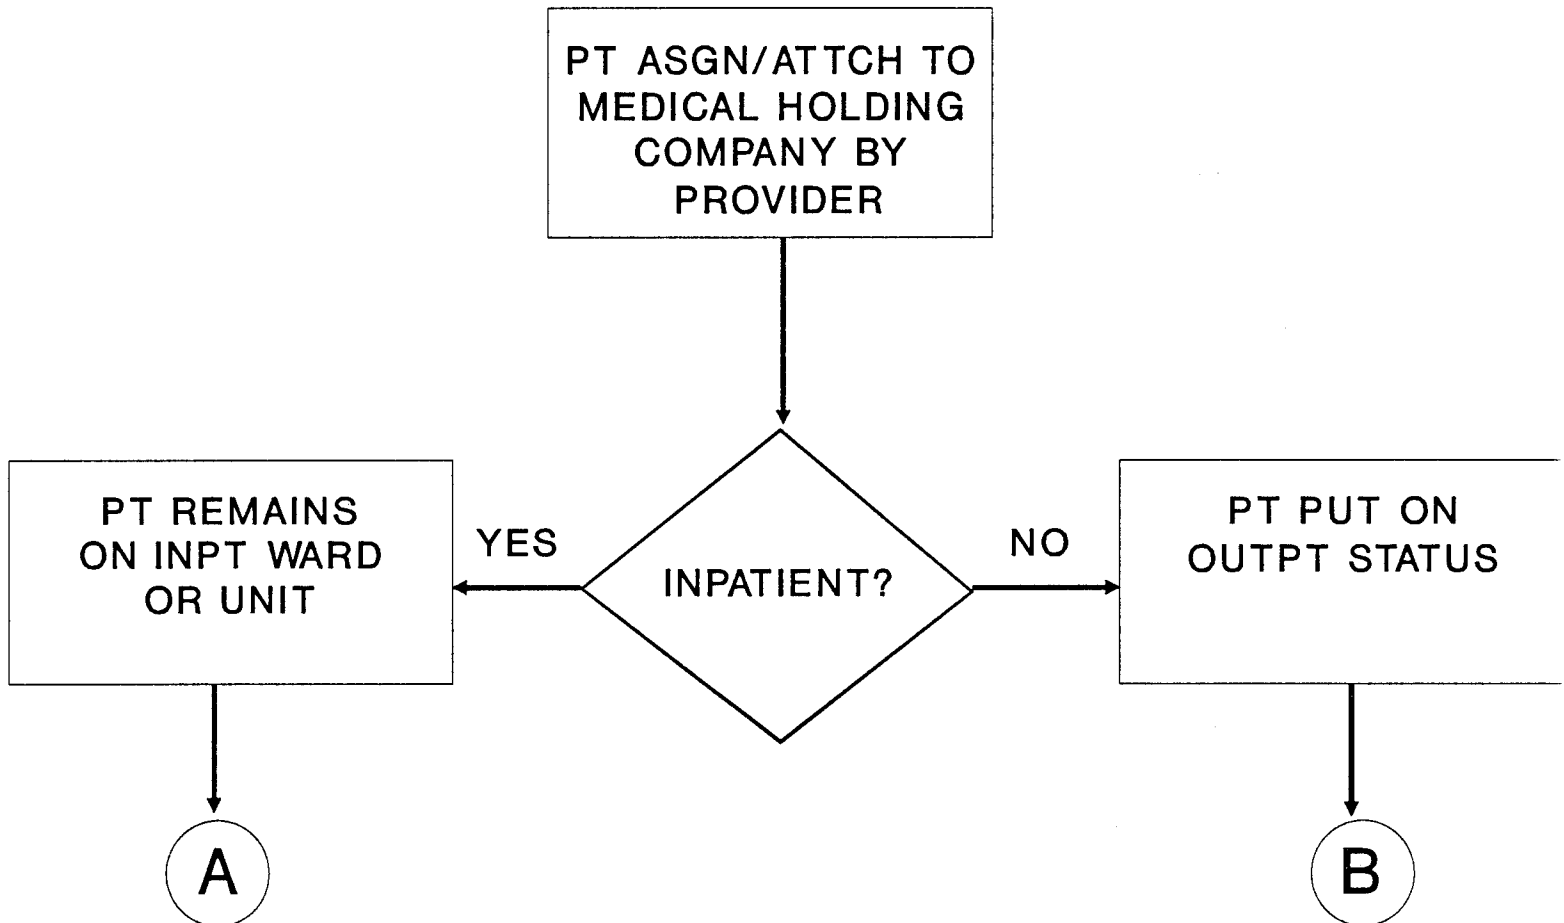 PT ASGN/ATTCH TO
MEDICAL HOLDING
COMPANY BY
PROVIDER
PT REMAINS
ON INPT WARD
OR UNIT
YES
INPATIENT?
NO
PT PUT ON
OUTPT STATUS
A
B